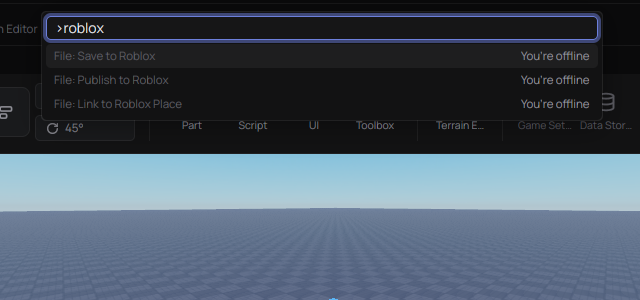 n Editor
>roblox
File: Save to Roblox You're offline
File: Publish to Roblox You're offline
File: Link to Roblox Place You're offline
45°
Part Script UI Toolbox Terrain E... Game Set... Data Stor...